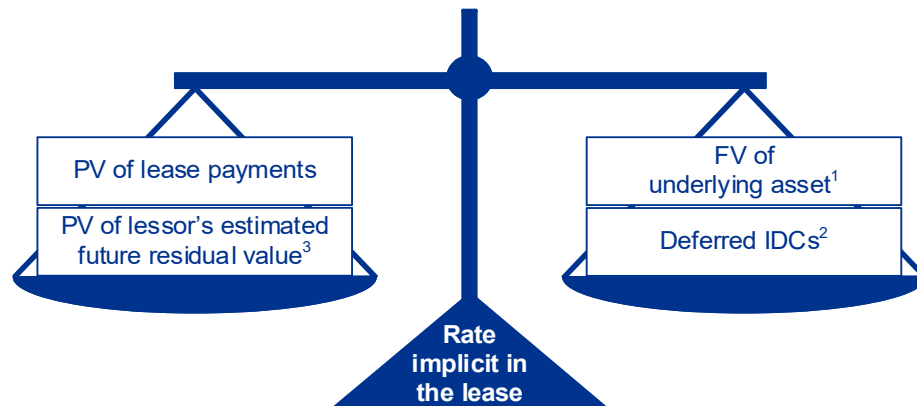 PV of lease payments
PV of lessor's estimated
future residual value3
FV of
underlying asset1
Deferred IDCs2
Rate
implicit in
the lease